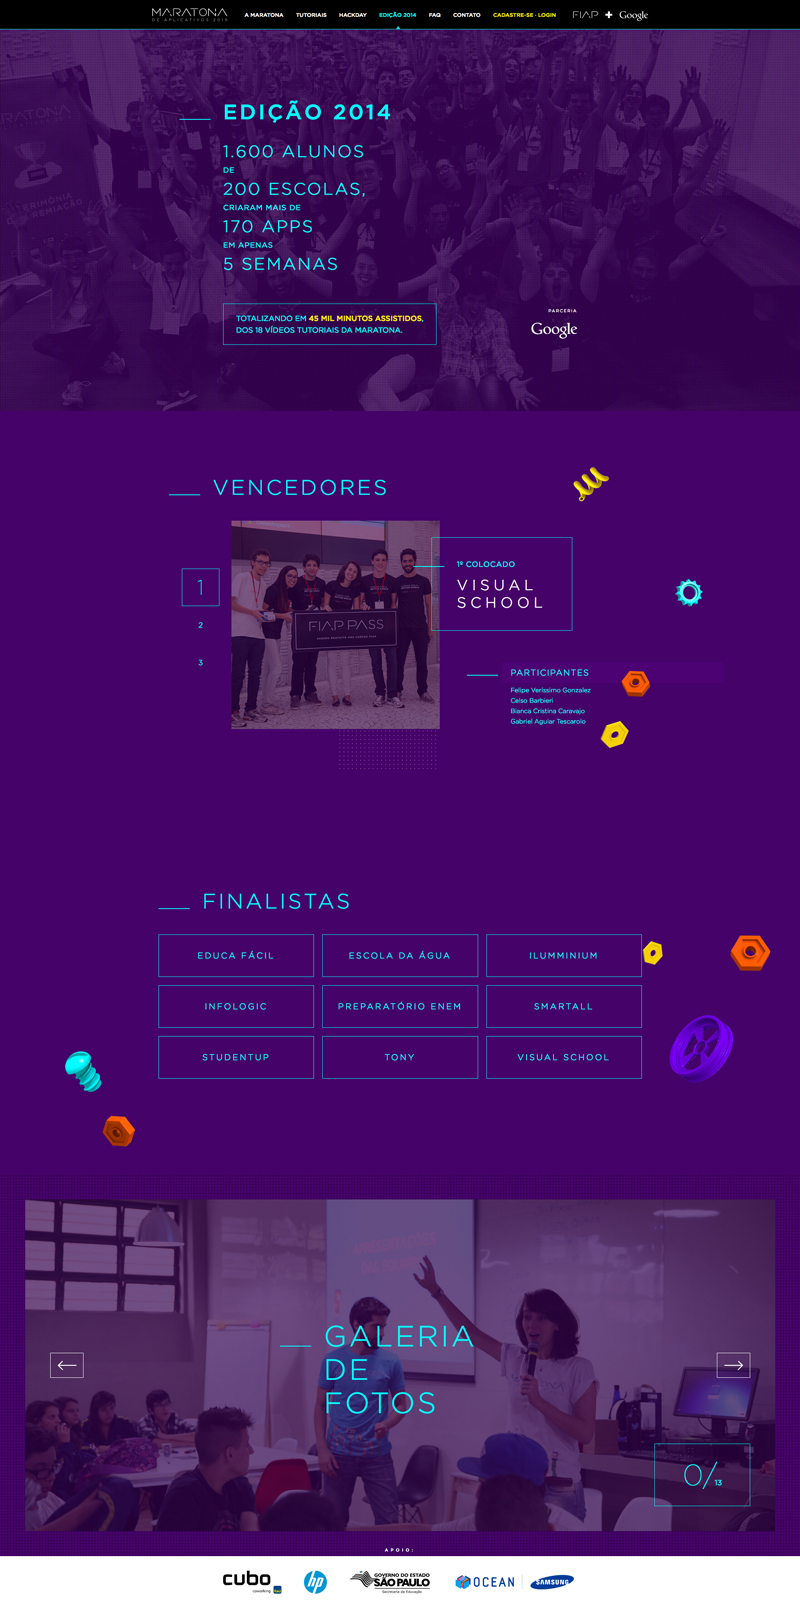 MARATONA
DE APLICATIVOS 2015
A MARATONA
TUTORIAIS
HACKDAY
EDIÇÃO 2014
FAQ
CONTATO
CADASTRE-SE - LOGIN
FIAP + Google
EDIÇÃO 2014
1.600 ALUNOS
DE
200 ESCOLAS,
CRIARAM MAIS DE
170 APPS
EM APENAS
5 SEMANAS
TOTALIZANDO EM 45 MIL MINUTOS ASSISTIDOS,
DOS 18 VÍDEOS TUTORIAIS DA MARATONA.
PARCERIA
Google
VENCEDORES
1
2
3
FIAP PASS
1º COLOCADO
VISUAL
SCHOOL
PARTICIPANTES
Felipe Veríssimo Gonzalez
Celso Barbieri
Bianca Cristina Caravajo
Gabriel Aguiar Tescarolo
FINALISTAS
EDUCA FÁCIL
ESCOLA DA ÁGUA
ILUMMINIUM
INFOLOGIC
PREPARATÓRIO ENEM
SMARTALL
STUDENTUP
TONY
VISUAL SCHOOL
GALERIA
DE
FOTOS
0/13
APOIO:
cubo
coworking
hp
GOVERNO DO ESTADO
SÃO PAULO
Secretaria da Educação
OCEAN
SAMSUNG